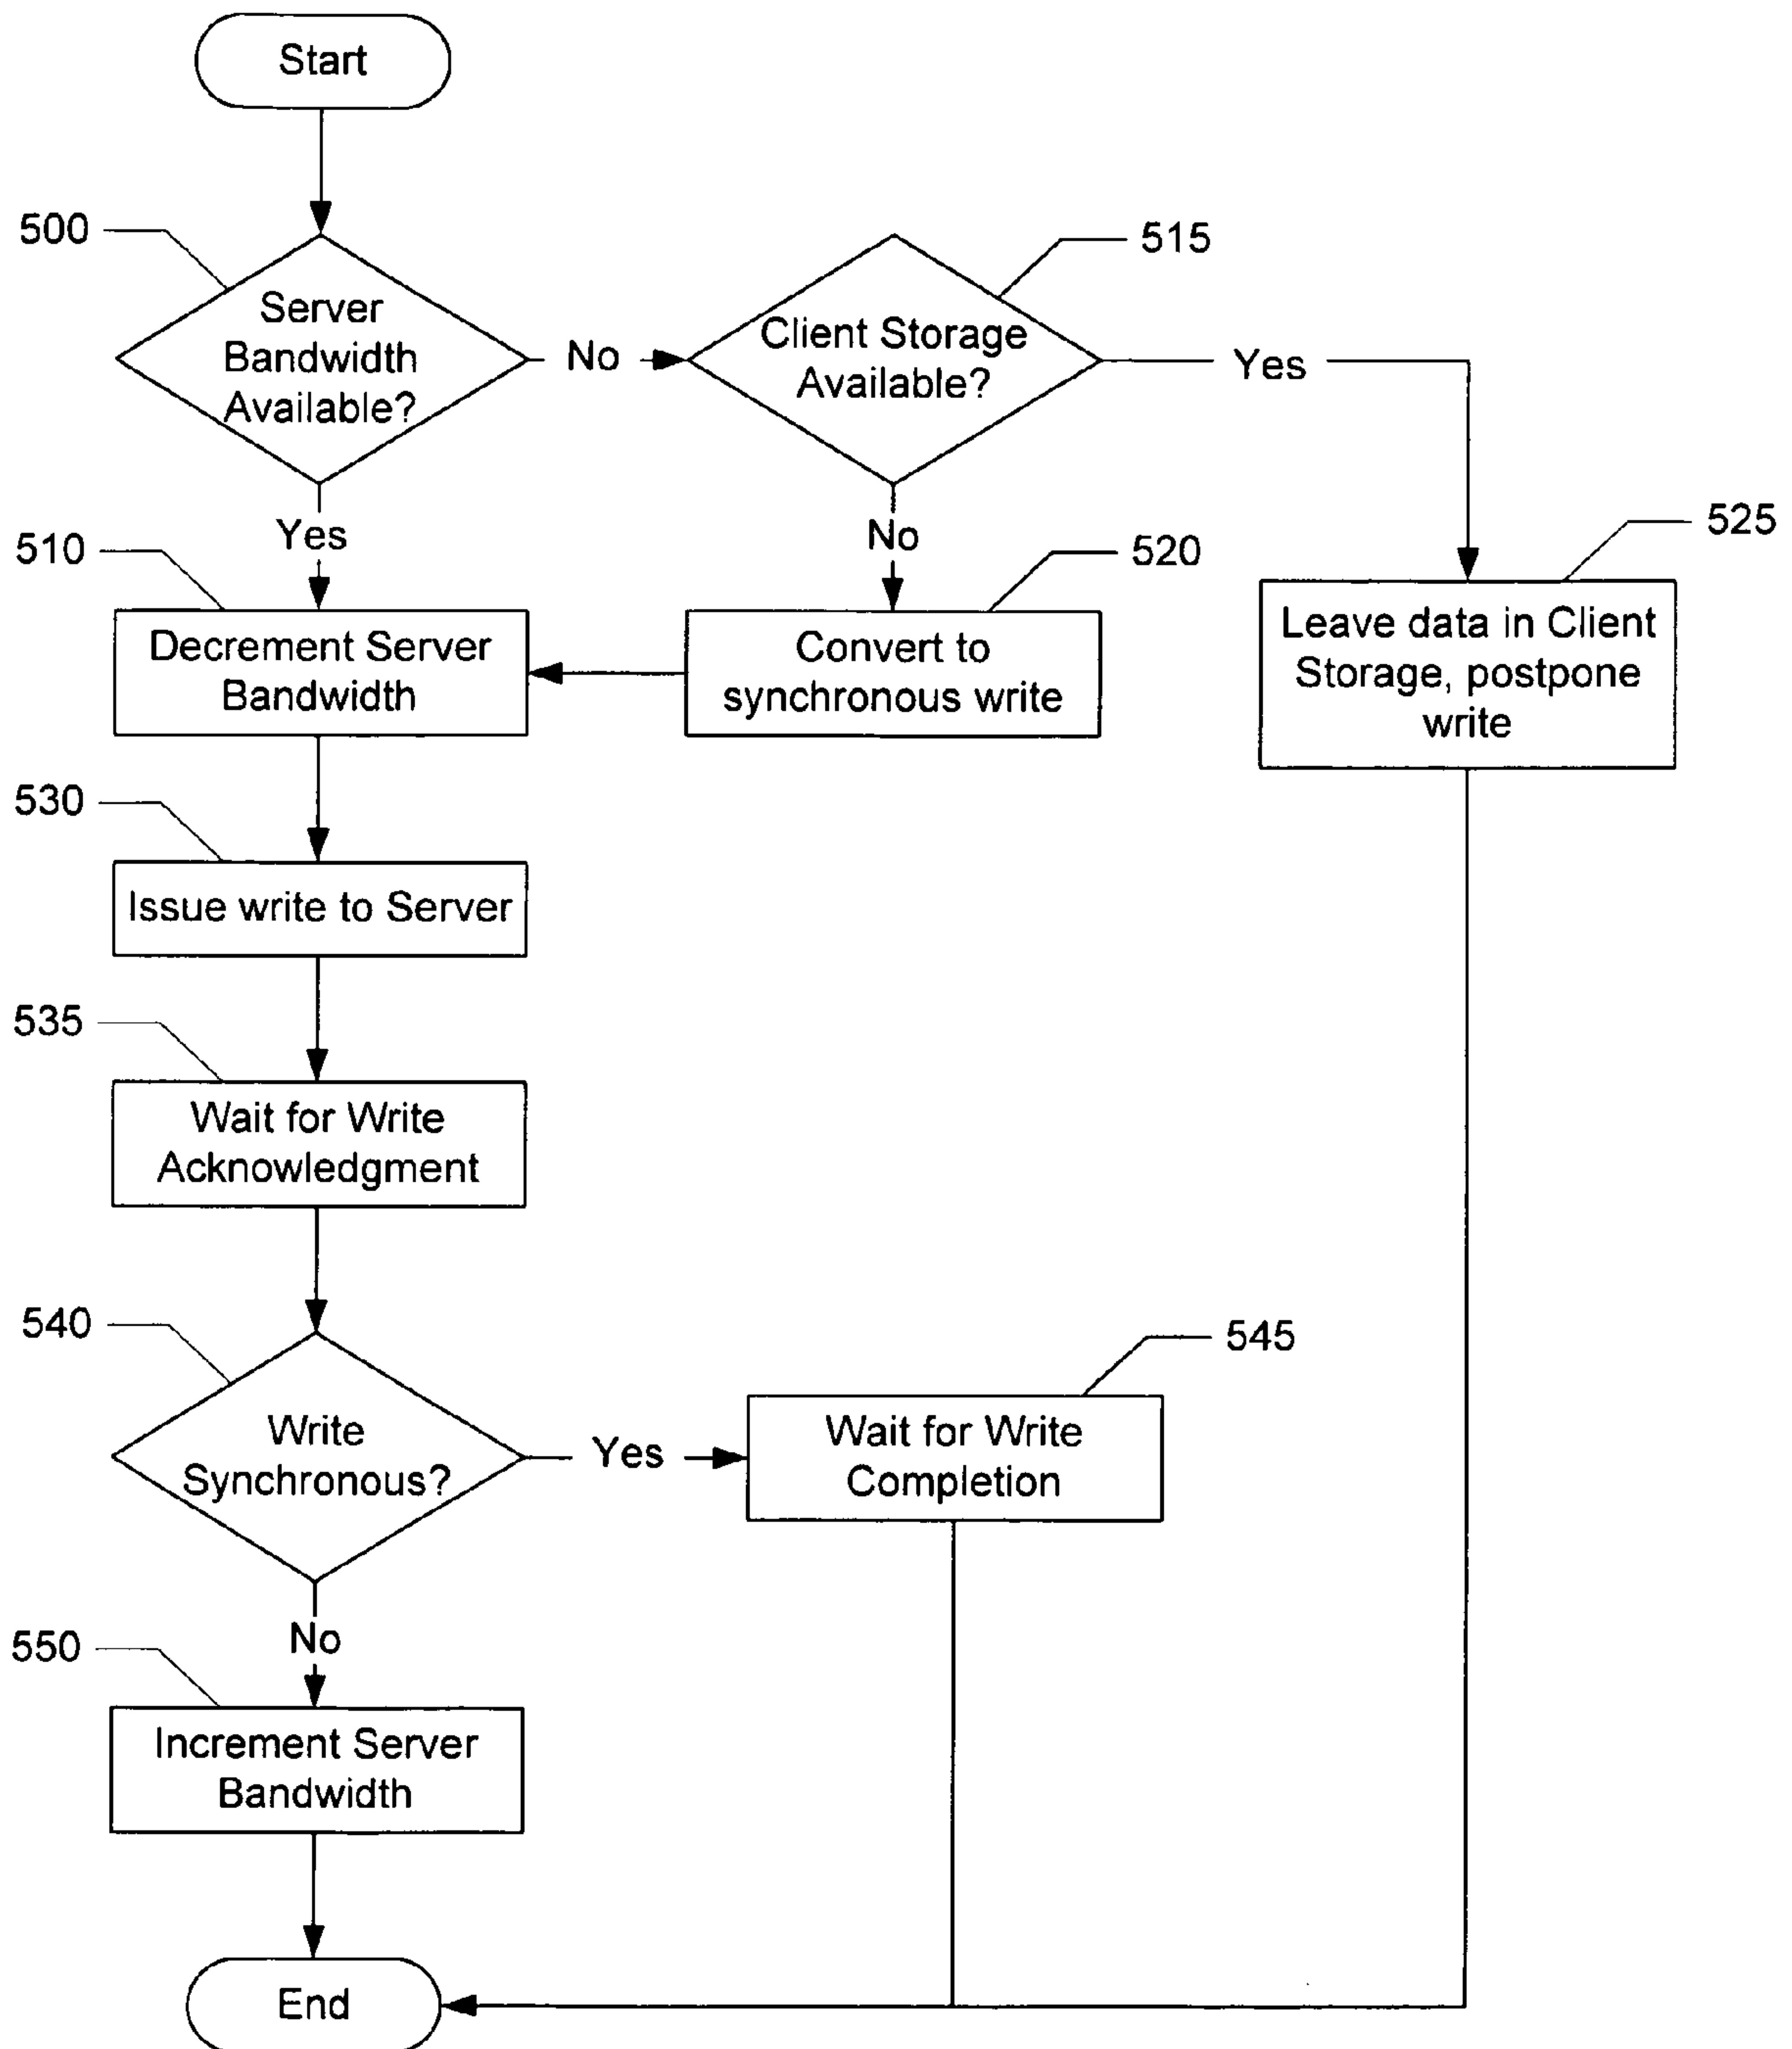 Start
500
Server
Bandwidth
Available?
No
Client Storage
Available?
515
Yes
Yes
No
510
Decrement Server
Bandwidth
520
Convert to
synchronous write
525
Leave data in Client
Storage, postpone
write
530
Issue write to Server
535
Wait for Write
Acknowledgment
540
Write
Synchronous?
Yes
545
Wait for Write
Completion
No
550
Increment Server
Bandwidth
End